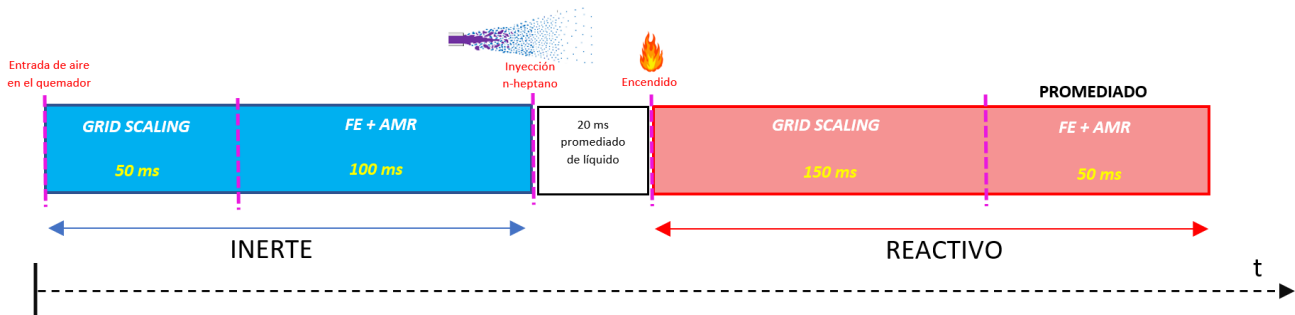 Entrada de aire
en el quemador
Inyección
n-heptano
Encendido
PROMEDIADO
GRID SCALING
50 ms
FE + AMR
100 ms
20 ms
promediado
de líquido
GRID SCALING
150 ms
FE + AMR
50 ms
INERTE
REACTIVO
t